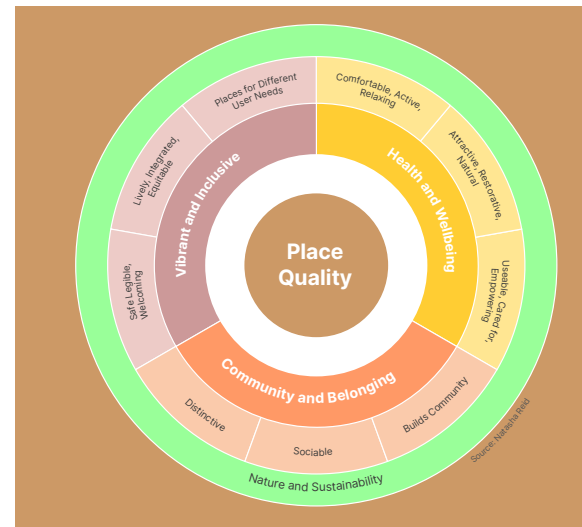 Place
Quality
Health and Wellbeing
Comfortable, Active,
Relaxing
Attractive, Restorative,
Natural
Useable, Cared for,
Empowering
Community and Belonging
Builds Community
Sociable
Distinctive
Vibrant and Inclusive
Safe Legible,
Welcoming
Lively, Integrated,
Equitable
Places for Different
User Needs
Nature and Sustainability
Source: Natasha Reid